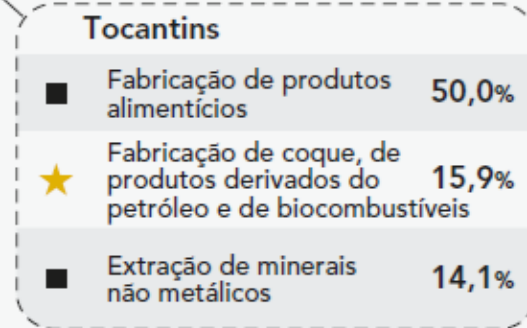 Tocantins
Fabricação de produtos
alimentícios
50,0%
Fabricação de coque, de
produtos derivados do
petróleo e de biocombustíveis
15,9%
Extração de minerais
não metálicos
14,1%